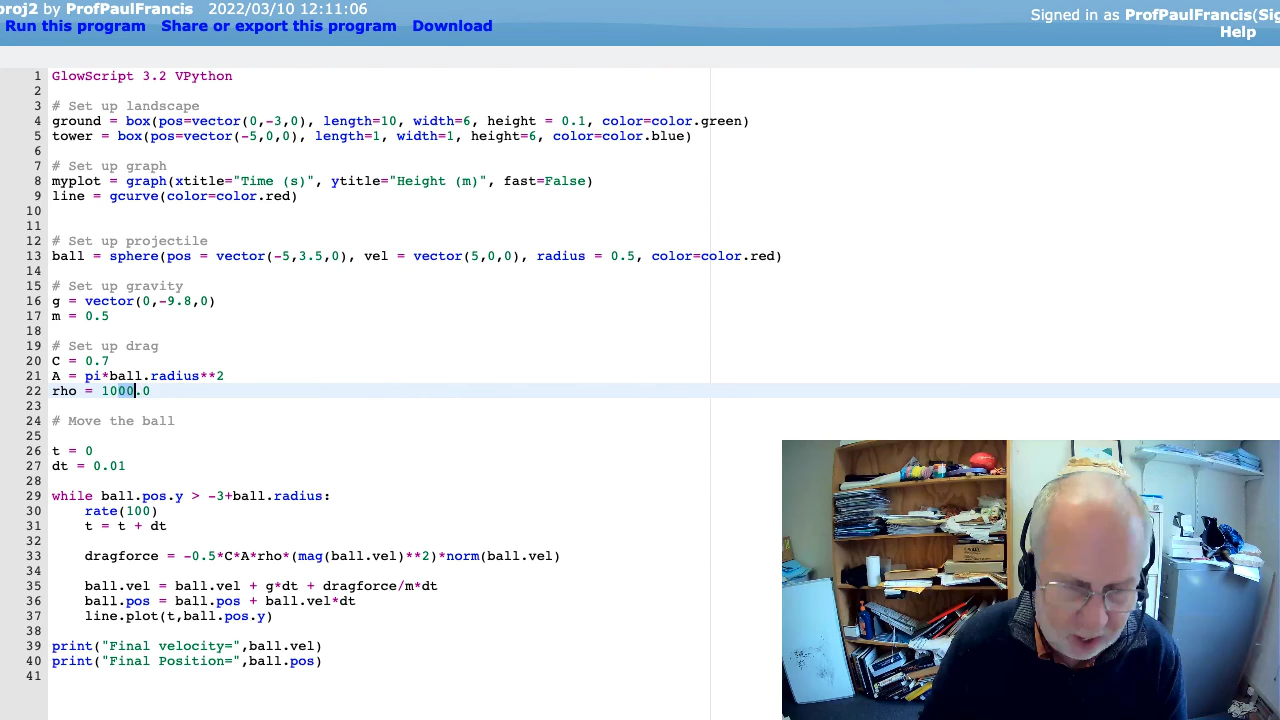 proj2 by ProfPaulFrancis 2022/03/10 12:11:06
Signed in as ProfPaulFrancis(Sig
Run this program Share or export this program Download
Help
1 GlowScript 3.2 VPython
2
3 # Set up landscape
4 ground = box(pos=vector(0,-3,0), length=10, width=6, height = 0.1, color=color.green)
5 tower = box(pos=vector(-5,0,0), length=1, width=1, height=6, color=color.blue)
6
7 # Set up graph
8 myplot = graph(xtitle="Time (s)", ytitle="Height (m)", fast=False)
9 line = gcurve(color=color.red)
10
11
12 # Set up projectile
13 ball = sphere(pos = vector(-5,3.5,0), vel = vector(5,0,0), radius = 0.5, color=color.red)
14
15 # Set up gravity
16 g = vector(0,-9.8,0)
17 m = 0.5
18
19 # Set up drag
20 C = 0.7
21 A = pi*ball.radius**2
22 rho = 1000.0
23
24 # Move the ball
25
26 t = 0
27 dt = 0.01
28
29 while ball.pos.y > -3+ball.radius:
30 rate(100)
31 t = t + dt
32
33 dragforce = -0.5*C*A*rho*(mag(ball.vel)**2)*norm(ball.vel)
34
35 ball.vel = ball.vel + g*dt + dragforce/m*dt
36 ball.pos = ball.pos + ball.vel*dt
37 line.plot(t,ball.pos.y)
38
39 print("Final velocity=",ball.vel)
40 print("Final Position=",ball.pos)
41